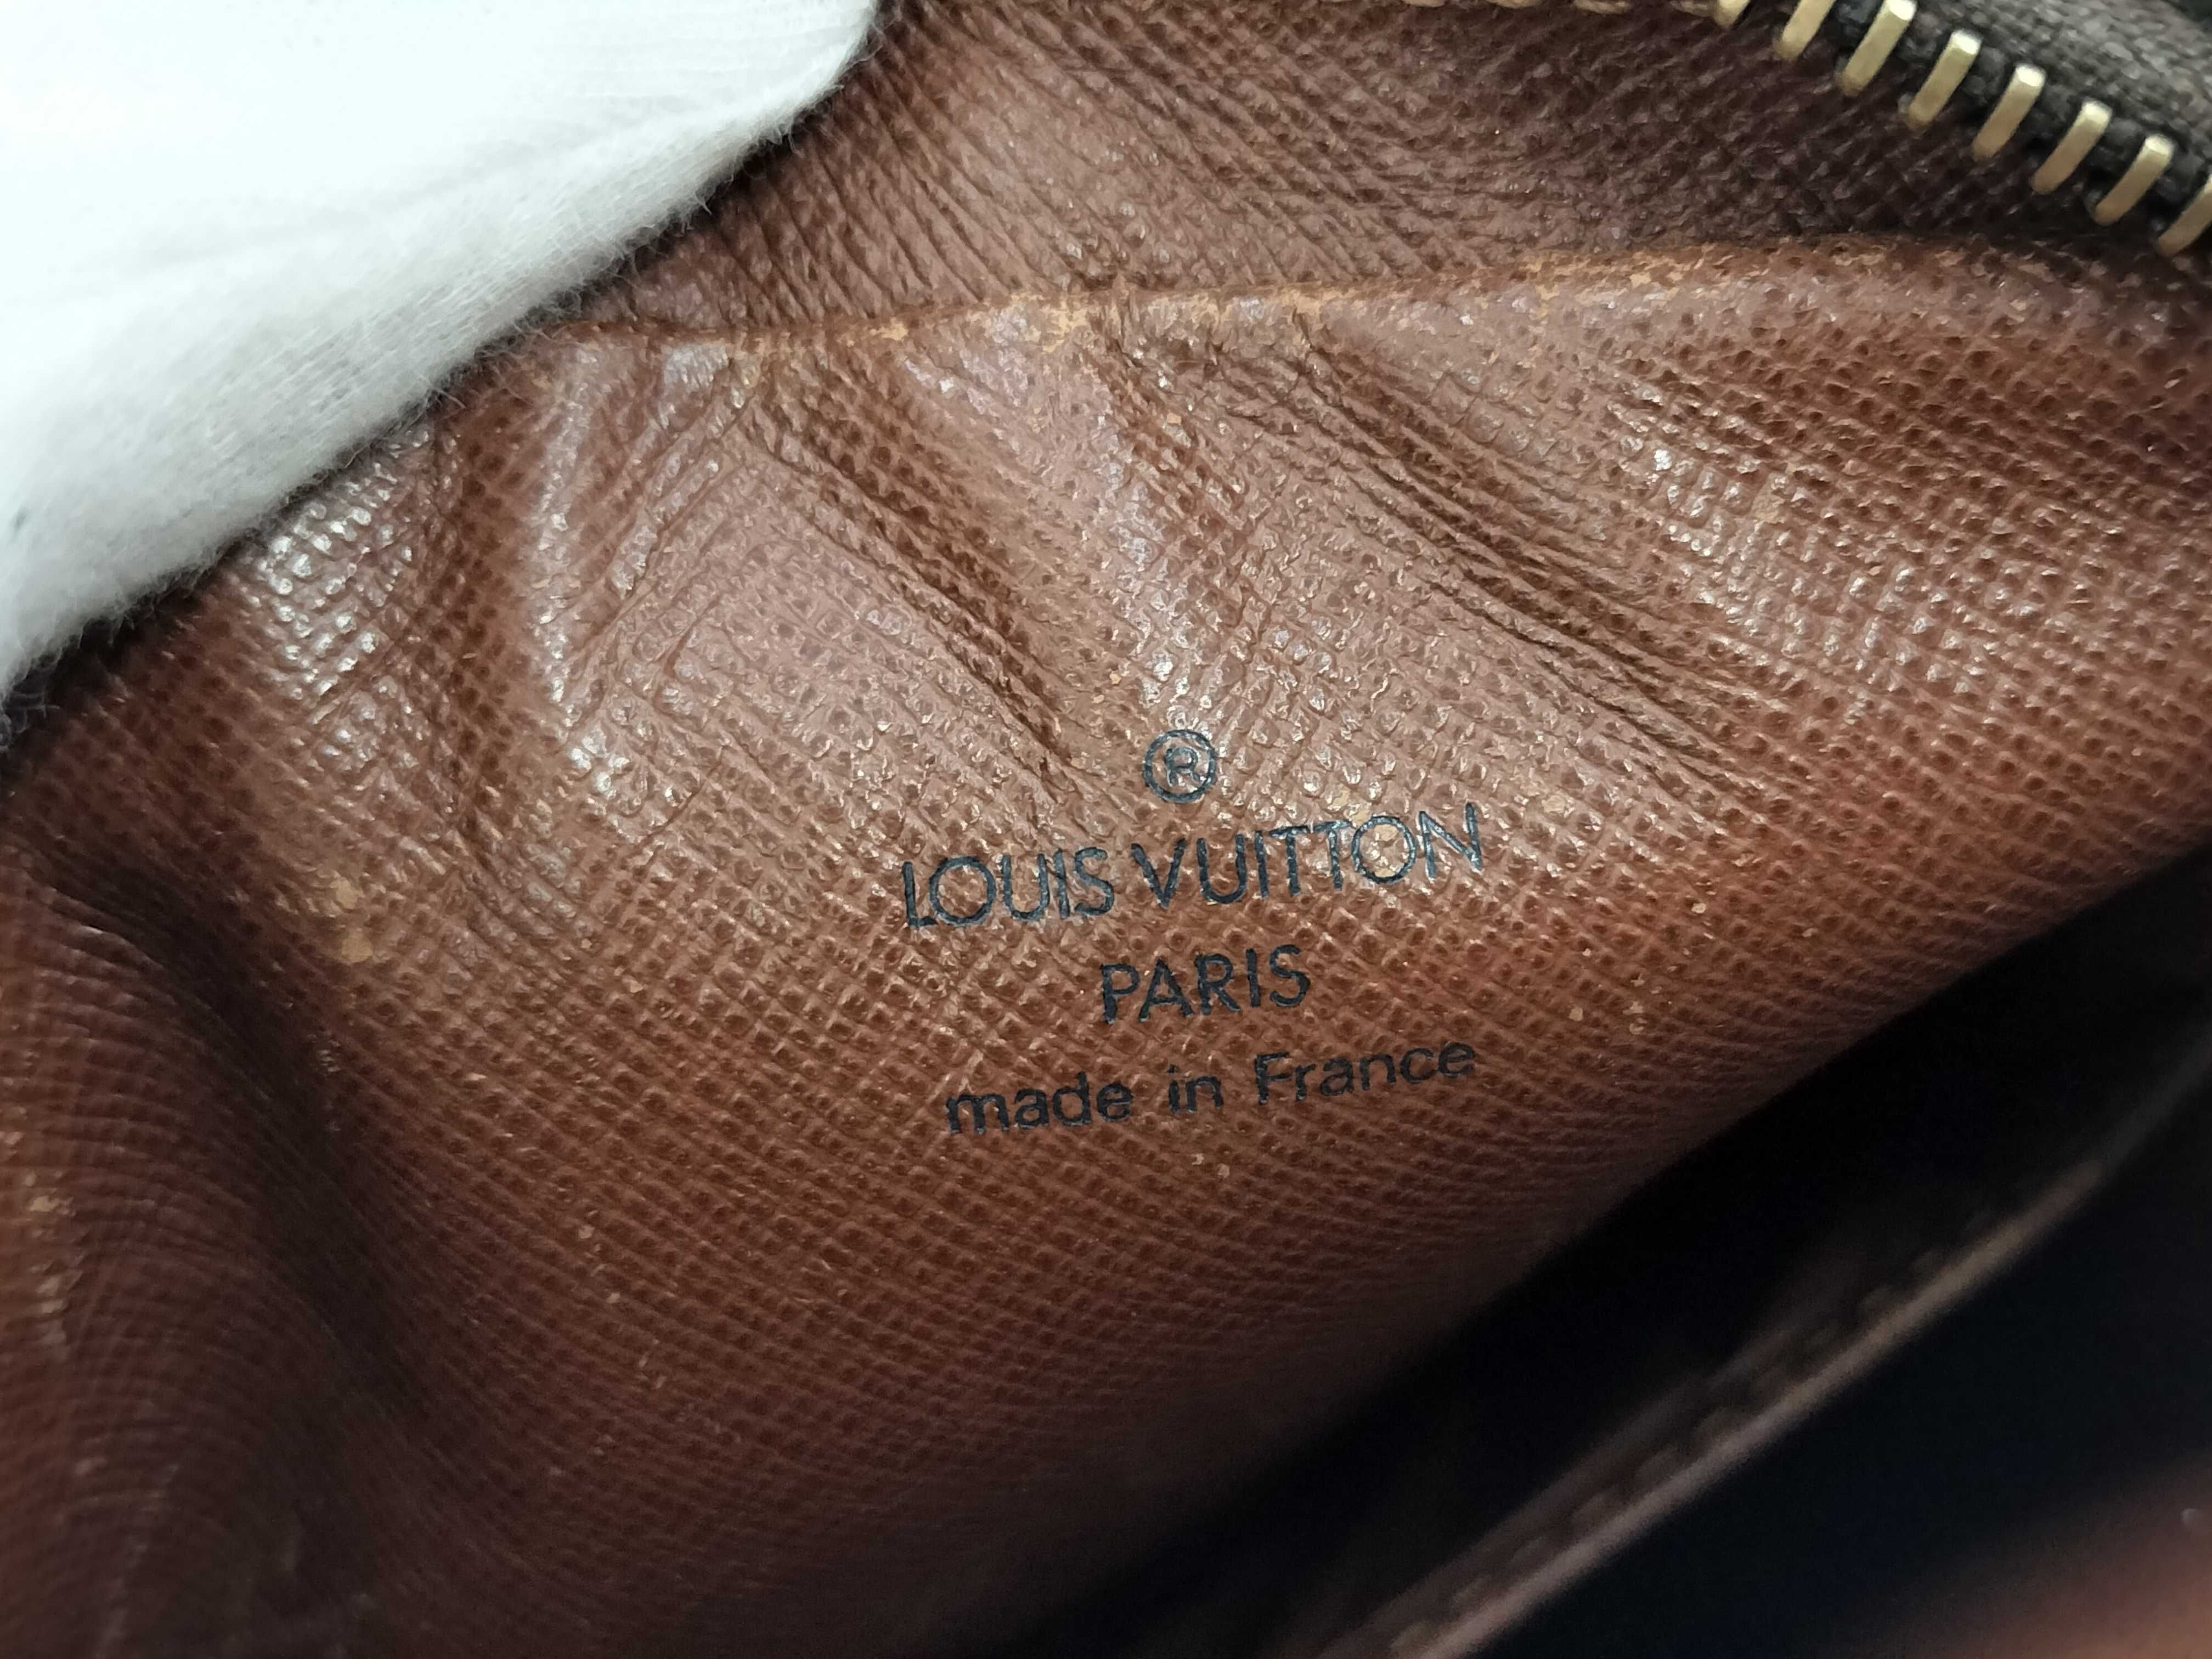 ®
LOUIS VUITTON
PARIS
made in France